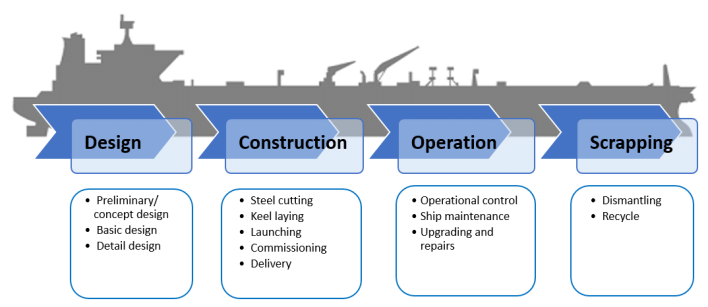 Design
Construction
Operation
Scrapping
• Preliminary/
concept design
• Basic design
• Detail design
• Steel cutting
• Keel laying
• Launching
• Commissioning
• Delivery
• Operational control
• Ship maintenance
• Upgrading and
repairs
• Dismantling
• Recycle